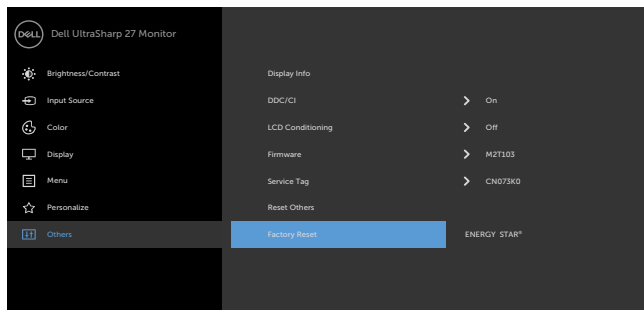 DELL Dell UltraSharp 27 Monitor
Brightness/Contrast Display Info
Input Source DDC/CI On
Color LCD Conditioning Off
Display Firmware M2T103
Menu Service Tag CN073K0
Personalize Reset Others
Others Factory Reset ENERGY STAR®